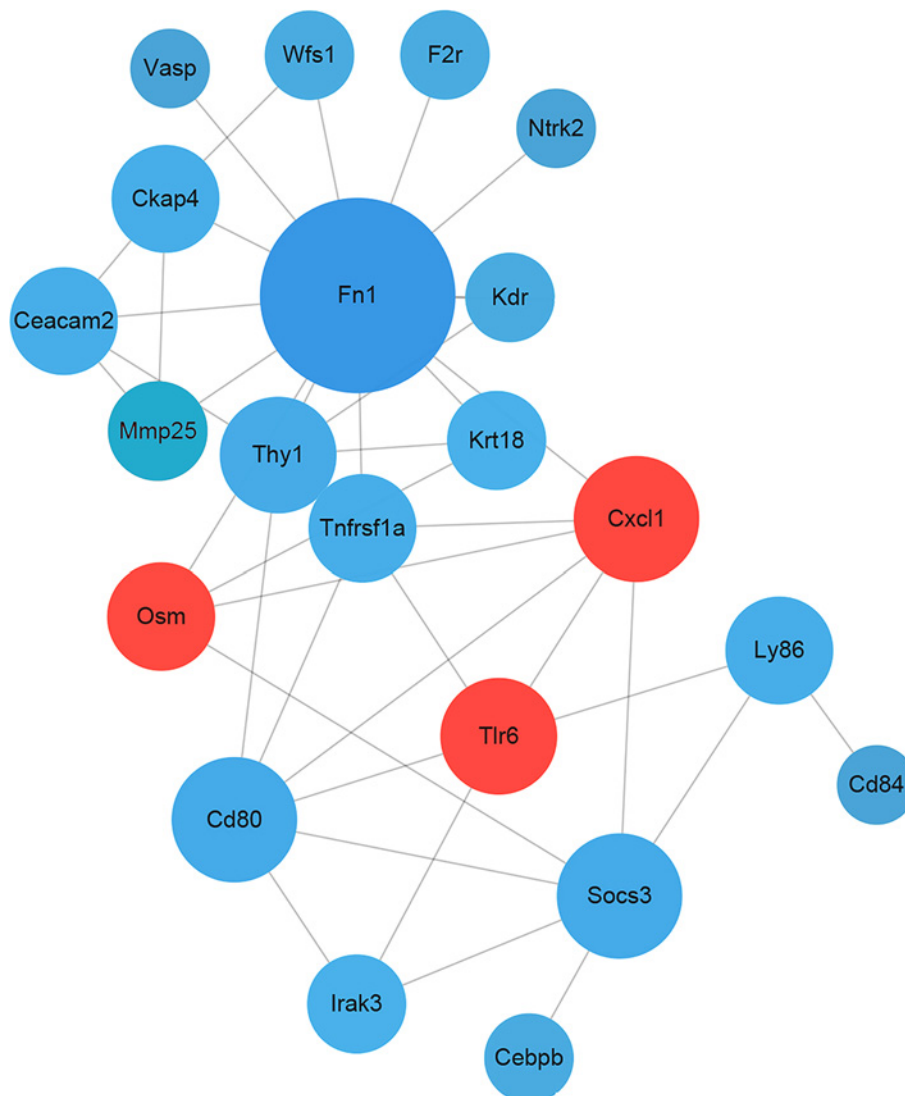 Wfs1
F2r
Vasp
Ntrk2
Ckap4
Fn1
Kdr
Ceacam2
Mmp25
Krt18
Thy1
Cxcl1
Tnfrsf1a
Osm
Ly86
Tlr6
Cd84
Cd80
Socs3
Irak3
Cebpb